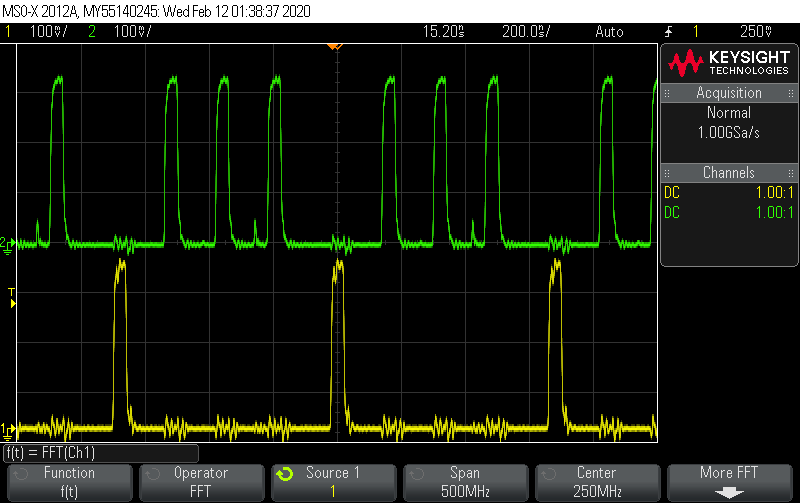 MSO-X 2012A, MY55140245: Wed Feb 12 01:38:37 2020
1 100▽/ 2 100▽/ 15.20▽s 200.0▽s/ Auto 1 250▽
KEYSIGHT
TECHNOLOGIES
Acquisition
Normal
1.00GSa/s
Channels
DC 1.00:1
DC 1.00:1
2
T
1
f(t) = FFT(Ch1)
Function Operator Source 1 Span Center More FFT
f(t) FFT 1 500MHz 250MHz